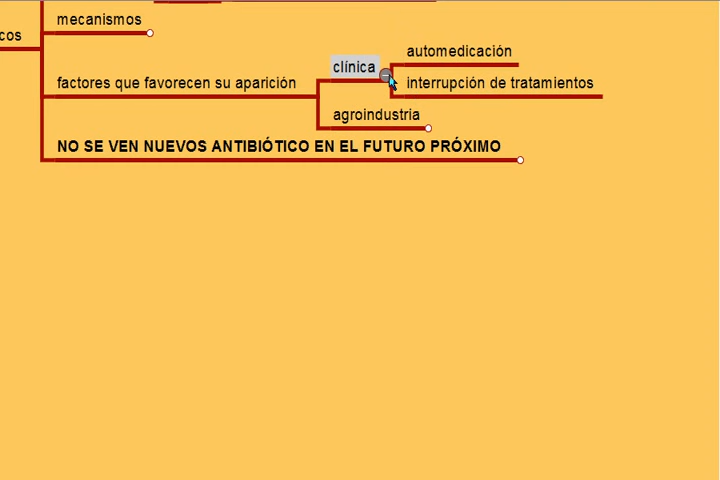 cos
mecanismos
factores que favorecen su aparición
clínica
automedicación
interrupción de tratamientos
agroindustria
NO SE VEN NUEVOS ANTIBIÓTICO EN EL FUTURO PRÓXIMO